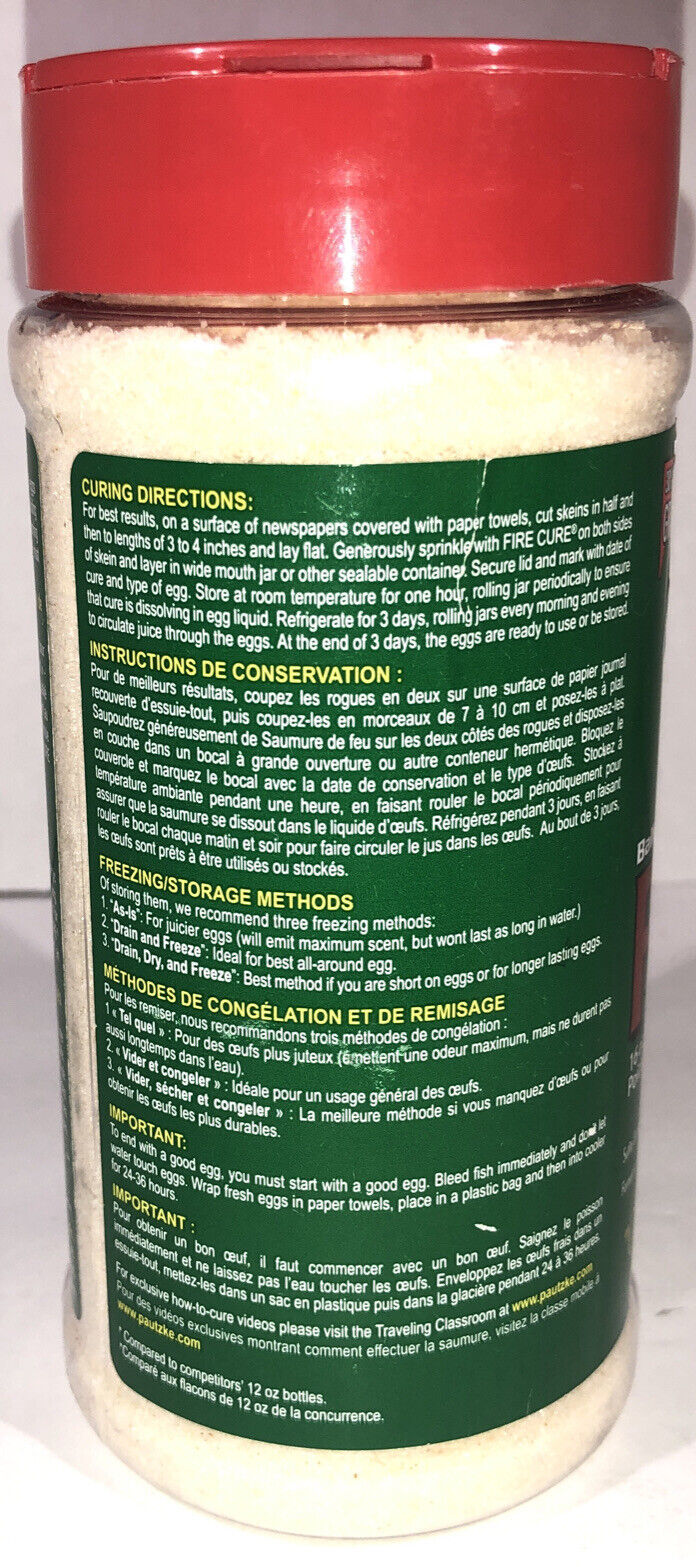 CURING DIRECTIONS:
For best results, on a surface of newspapers covered with paper towels, cut skeins in half and
then to lengths of 3 to 4 inches and lay flat. Generously sprinkle with FIRE CURE® on both sides
of skein and layer in wide mouth jar or other sealable container. Secure lid and mark with date of
cure and type of egg. Store at room temperature for one hour, rolling jar periodically to ensure
that cure is dissolving in egg liquid. Refrigerate for 3 days, rolling jars every morning and evening
to circulate juice through the eggs. At the end of 3 days, the eggs are ready to use or be stored.
INSTRUCTIONS DE CONSERVATION :
Pour de meilleurs résultats, coupez les rogues en deux sur une surface de papier journal
recouverte d'essuie-tout, puis coupez-les en morceaux de 7 à 10 cm et posez-les à plat.
Saupoudrez généreusement de Saumure de feu sur les deux côtés des rogues et disposez-les
en couche dans un bocal à grande ouverture ou autre conteneur hermétique. Bloquez le
couvercle et marquez le bocal avec la date de conservation et le type d'œufs. Stockez à
température ambiante pendant une heure, en faisant rouler le bocal périodiquement pour
assurer que la saumure se dissout dans le liquide d'œufs. Réfrigérez pendant 3 jours, en faisant
rouler le bocal chaque matin et soir pour faire circuler le jus dans les œufs. Au bout de 3 jours,
les œufs sont prêts à être utilisés ou stockés.
FREEZING/STORAGE METHODS
Of storing them, we recommend three freezing methods:
1. "As-Is": For juicier eggs (will emit maximum scent, but wont last as long in water.)
2. "Drain and Freeze": Ideal for best all-around egg.
3. "Drain, Dry, and Freeze": Best method if you are short on eggs or for longer lasting eggs.
MÉTHODES DE CONGÉLATION ET DE REMISAGE
Pour les remiser, nous recommandons trois méthodes de congélation :
1 « Tel quel » : Pour des œufs plus juteux (émettent une odeur maximum, mais ne durent pas
aussi longtemps dans l'eau).
2. « Vider et congeler » : Idéale pour un usage général des œufs.
3. « Vider, sécher et congeler » : La meilleure méthode si vous manquez d'œufs ou pour
obtenir les œufs les plus durables.
IMPORTANT:
To end with a good egg, you must start with a good egg. Bleed fish immediately and don't let
water touch eggs. Wrap fresh eggs in paper towels, place in a plastic bag and then into cooler
for 24-36 hours.
IMPORTANT :
Pour obtenir un bon œuf, il faut commencer avec un bon œuf. Saignez le poisson
immédiatement et ne laissez pas l'eau toucher les œufs. Enveloppez les œufs frais dans un
essuie-tout, mettez-les dans un sac en plastique puis dans la glacière pendant 24 à 36 heures.
For exclusive how-to-cure videos please visit the Traveling Classroom at www.pautzke.com
Pour des vidéos exclusives montrant comment effectuer la saumure, visitez la classe mobile à
www.pautzke.com
*Compared to competitors' 12 oz bottles.
*Comparé aux flacons de 12 oz de la concurrence.